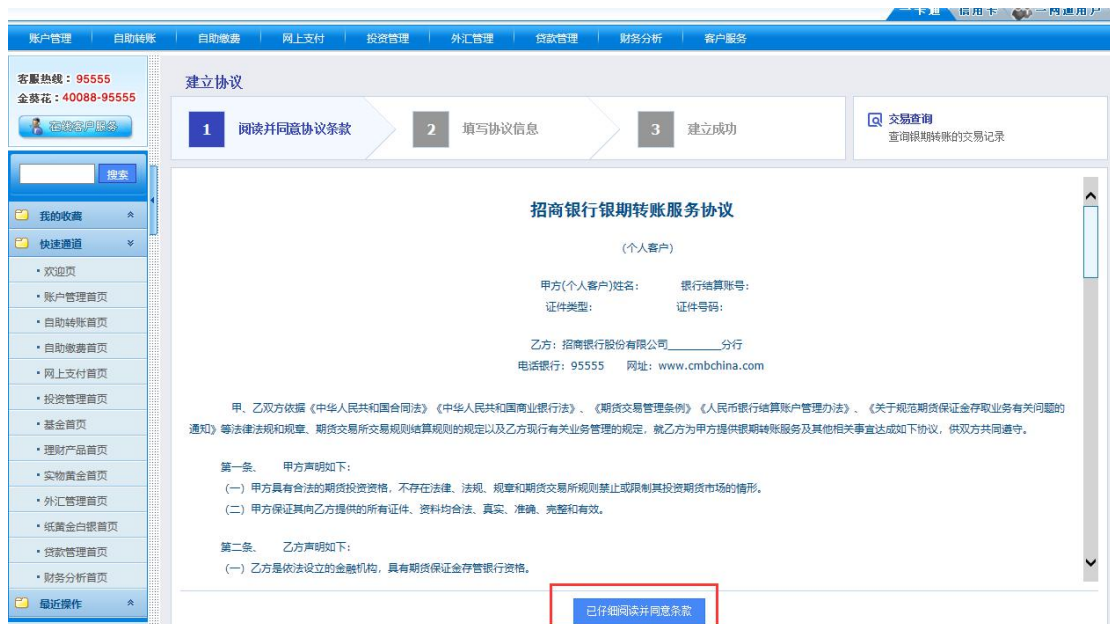 一卡通 信用卡 一网通用户
账户管理 自助转账 自助缴费 网上支付 投资管理 外汇管理 贷款管理 财务分析 客户服务
客服热线：95555
金葵花：40088-95555
在线客户服务
搜索
我的收藏
快速通道
欢迎页
账户管理首页
自助转账首页
自助缴费首页
网上支付首页
投资管理首页
基金首页
理财产品首页
实物黄金首页
外汇管理首页
纸黄金白银首页
贷款管理首页
财务分析首页
最近操作
建立协议
1 阅读并同意协议条款 2 填写协议信息 3 建立成功
交易查询
查询银期转账的交易记录
招商银行银期转账服务协议
(个人客户)
甲方(个人客户)姓名： 银行结算账号：
证件类型： 证件号码：
乙方：招商银行股份有限公司________分行
电话银行：95555 网址：www.cmbchina.com
甲、乙双方依据《中华人民共和国合同法》《中华人民共和国商业银行法》、《期货交易管理条例》《人民币银行结算账户管理办法》、《关于规范期货保证金存取业务有关问题的
通知》等法律法规和规章、期货交易所交易规则结算规则的规定以及乙方现行有关业务管理的规定，就乙方为甲方提供银期转账服务及其他相关事宜达成如下协议，供双方共同遵守。
第一条、 甲方声明如下：
(一) 甲方具有合法的期货投资资格，不存在法律、法规、规章和期货交易所规则禁止或限制其投资期货市场的情形。
(二) 甲方保证其向乙方提供的所有证件、资料均合法、真实、准确、完整和有效。
第二条、 乙方声明如下：
(一) 乙方是依法设立的金融机构，具有期货保证金存管银行资格。
已仔细阅读并同意条款